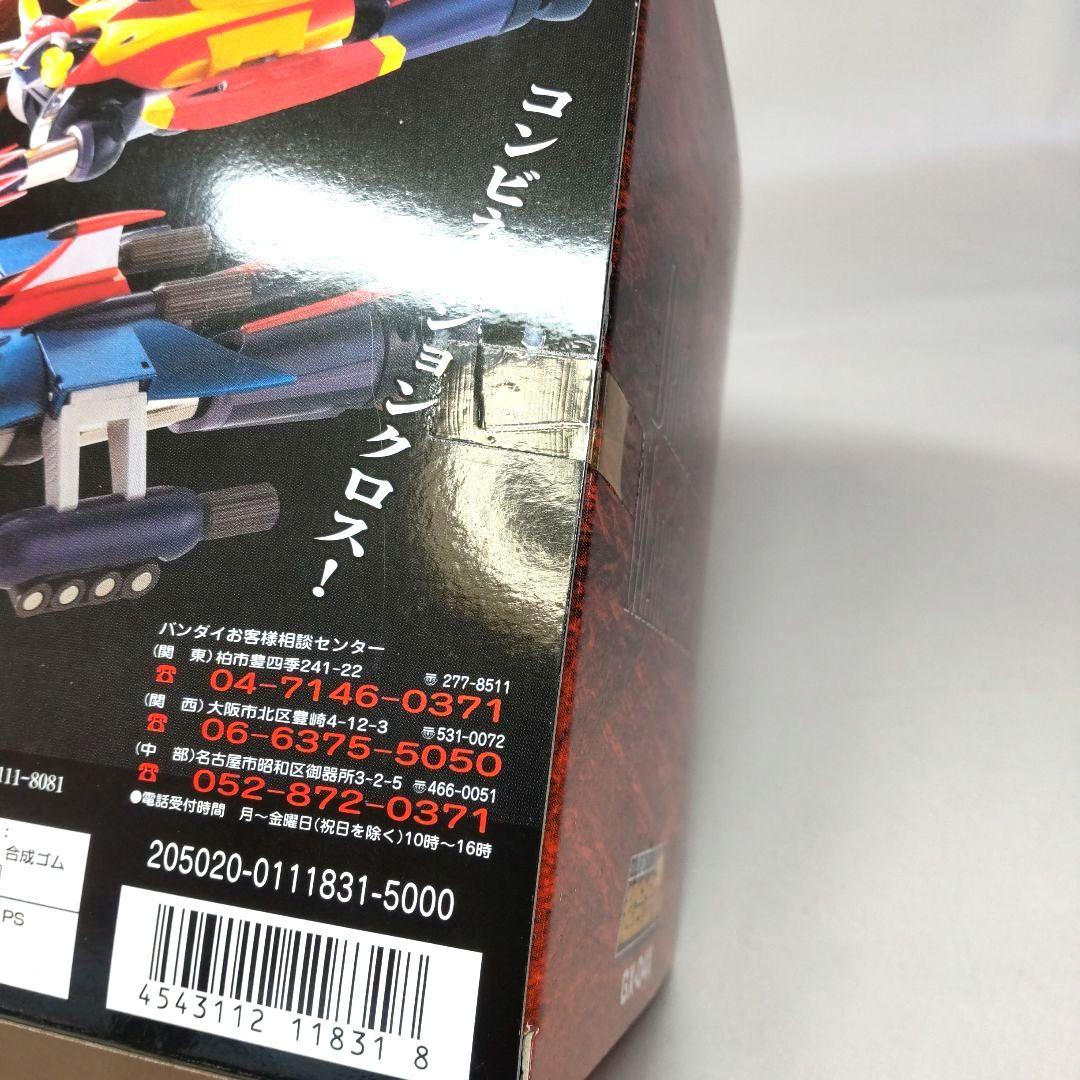 コンビネ
ションクロス！
バンダイお客様相談センター
(関　東)柏市豊四季241-22　〠277-8511
☎ 04-7146-0371
(関　西)大阪市北区豊崎4-12-3　〠531-0072
☎ 06-6375-5050
(中　部)名古屋市昭和区御器所3-2-5　〠466-0051
☎ 052-872-0371
●電話受付時間　月〜金曜日(祝日を除く)10時〜16時
111-8081
合成ゴム
PS
205020-0111831-5000
4543112 11831 8